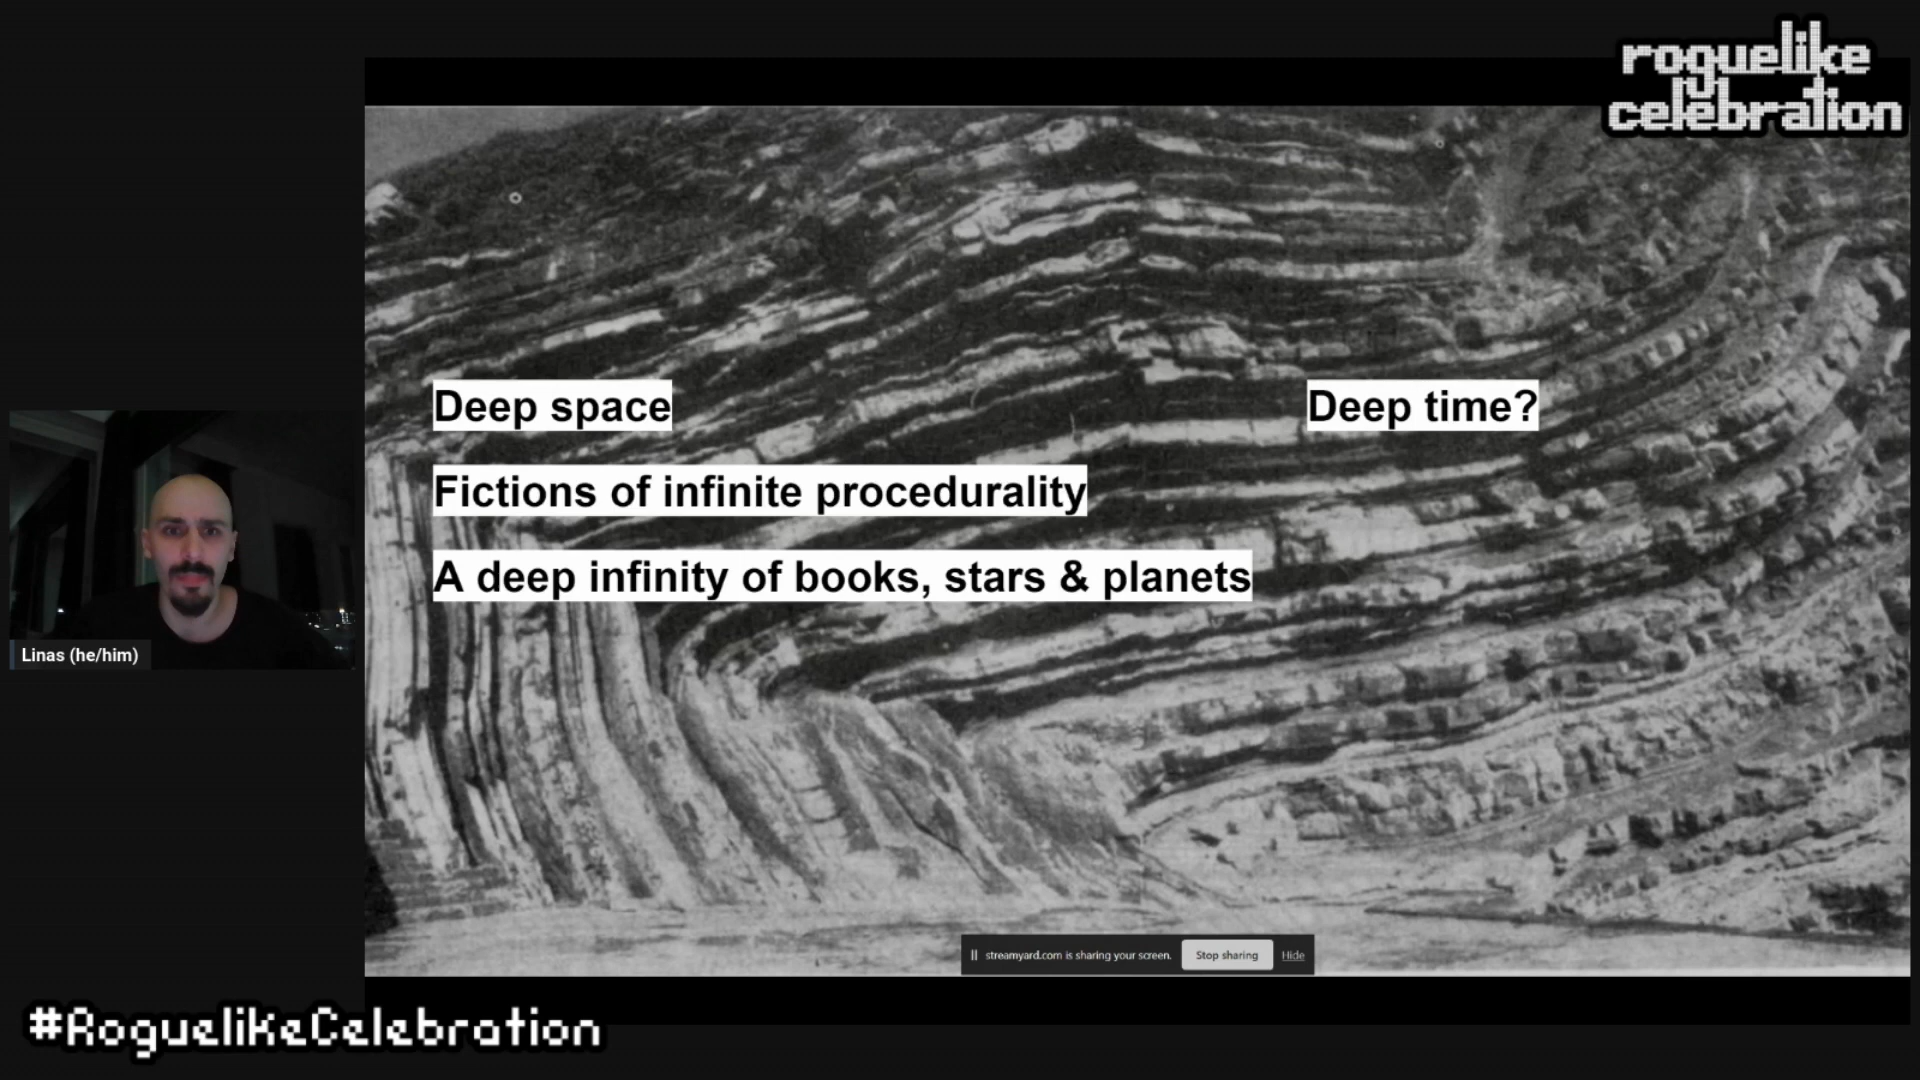 roguelike
celebration
Deep space
Deep time?
Fictions of infinite procedurality
A deep infinity of books, stars & planets
Linas (he/him)
streamyard.com is sharing your screen. Stop sharing Hide
#RoguelikeCelebration